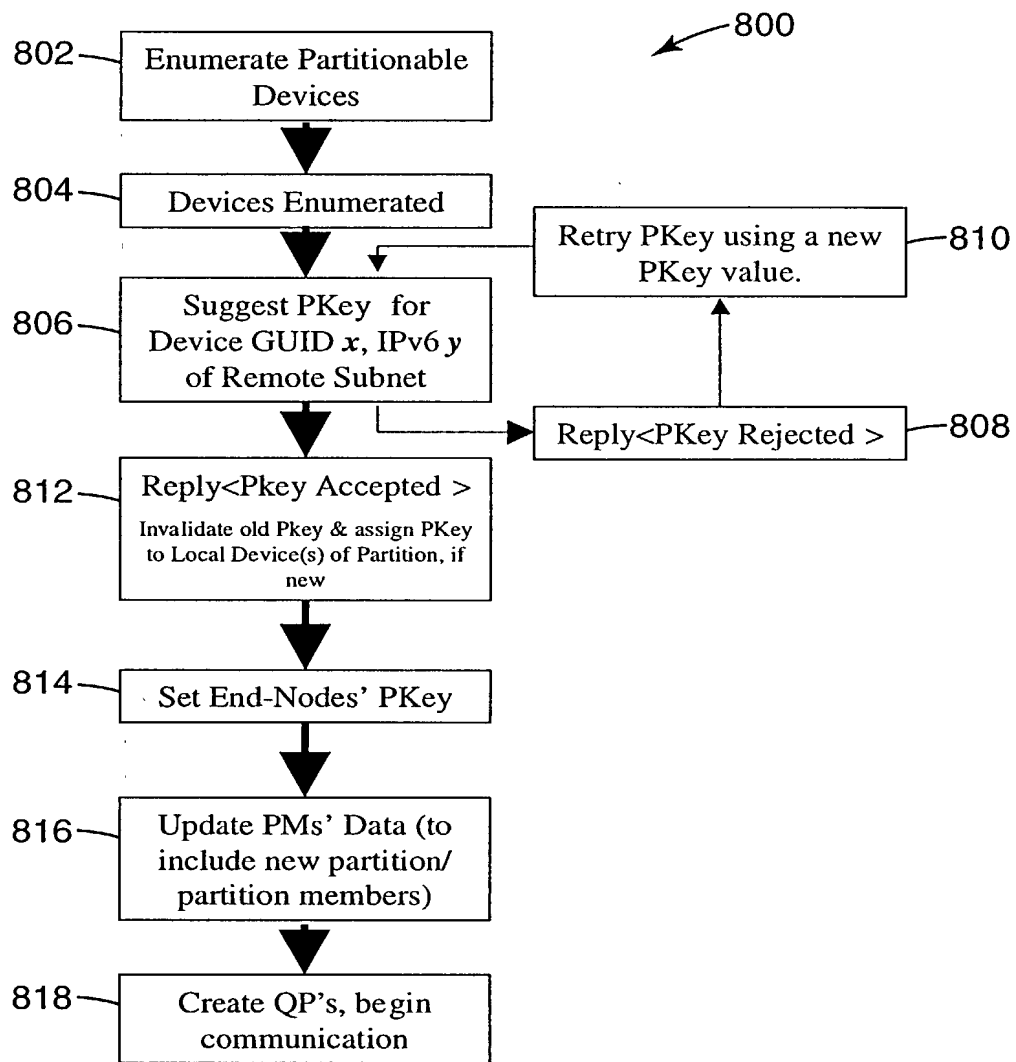 800
802
Enumerate Partitionable
Devices
804
Devices Enumerated
Retry PKey using a new
PKey value.
810
806
Suggest PKey for
Device GUID x, IPv6 y
of Remote Subnet
Reply<PKey Rejected >
808
812
Reply<Pkey Accepted >
Invalidate old Pkey & assign PKey
to Local Device(s) of Partition, if
new
814
Set End-Nodes' PKey
816
Update PMs' Data (to
include new partition/
partition members)
818
Create QP's, begin
communication